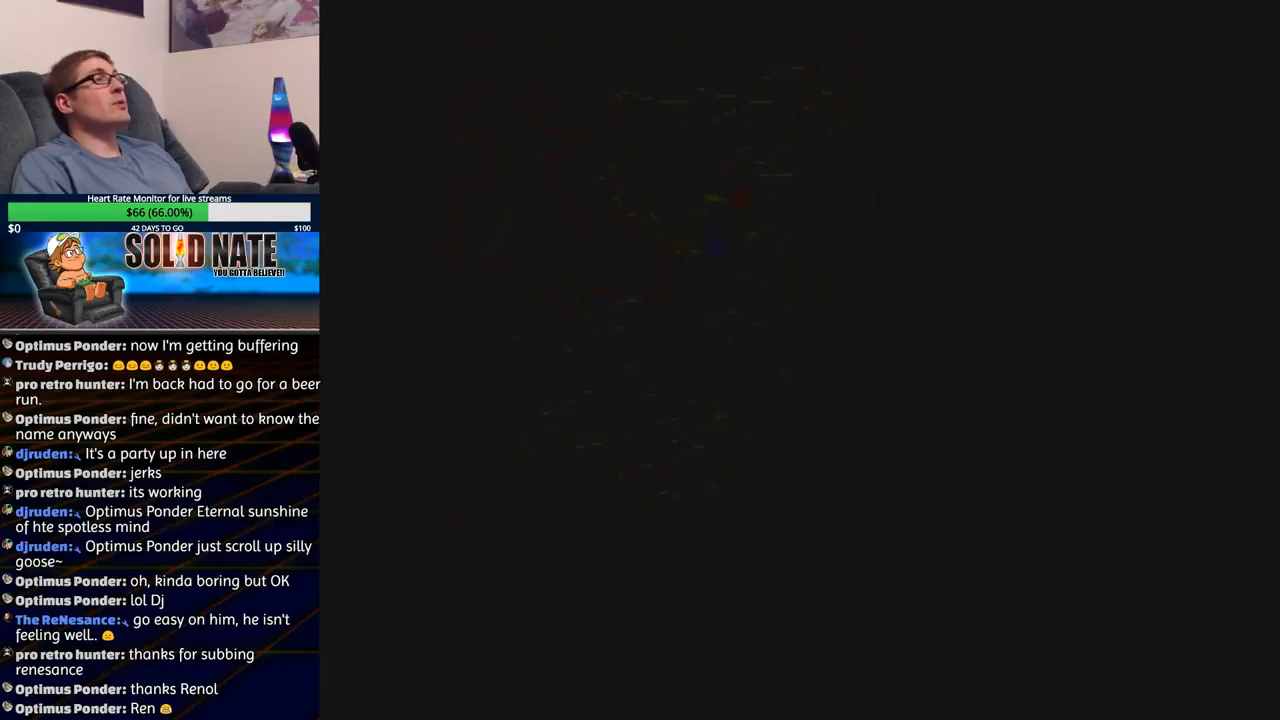 Heart Rate Monitor for live streams
$66 (66.00%)
$0 42 DAYS TO GO $100
SOLID NATE
YOU GOTTA BELIEVE!!
Optimus Ponder: now I'm getting buffering
Trudy Perrigo:
pro retro hunter: I'm back had to go for a beer
run.
Optimus Ponder: fine, didn't want to know the
name anyways
djruden: It's a party up in here
Optimus Ponder: jerks
pro retro hunter: its working
djruden: Optimus Ponder Eternal sunshine
of hte spotless mind
djruden: Optimus Ponder just scroll up silly
goose~
Optimus Ponder: oh, kinda boring but OK
Optimus Ponder: lol Dj
The ReNesance: go easy on him, he isn't
feeling well..
pro retro hunter: thanks for subbing
renesance
Optimus Ponder: thanks Renol
Optimus Ponder: Ren